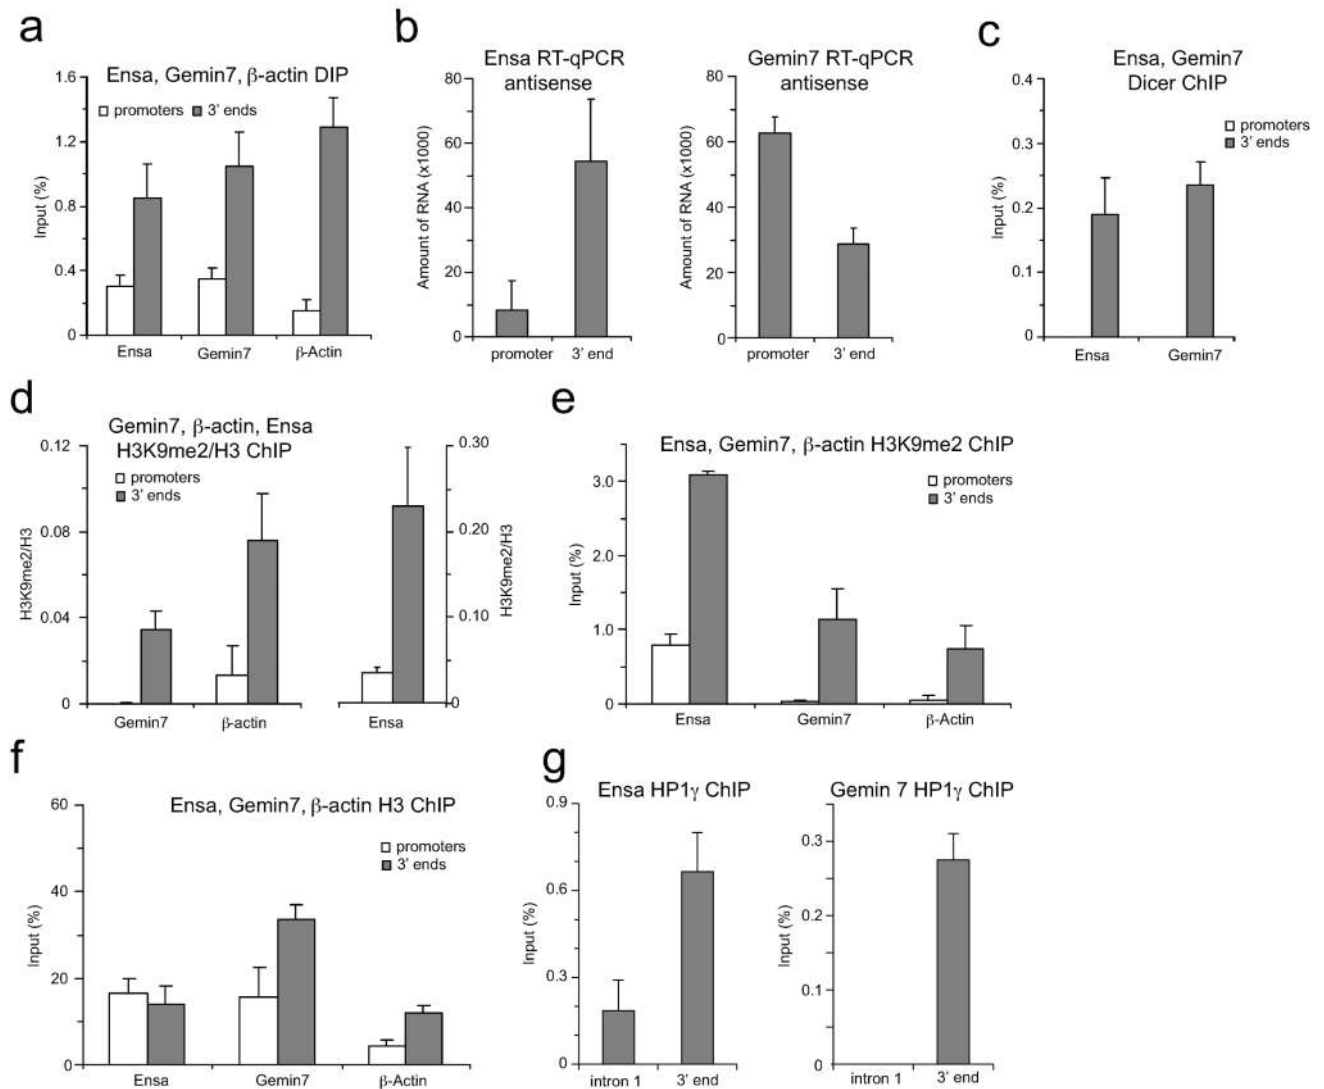 a
Ensa, Gemin7, β-actin DIP
promoters 3' ends
Input (%)
1.6
1.2
0.8
0.4
0
Ensa Gemin7 β-Actin
b
Ensa RT-qPCR
antisense
Amount of RNA (x1000)
80
60
40
20
0
promoter 3' end
Gemin7 RT-qPCR
antisense
Amount of RNA (x1000)
80
60
40
20
0
promoter 3' end
c
Ensa, Gemin7
Dicer ChIP
promoters
3' ends
Input (%)
0.4
0.3
0.2
0.1
0
Ensa Gemin7
d
Gemin7, β-actin, Ensa
H3K9me2/H3 ChIP
promoters
3' ends
H3K9me2/H3
0.12
0.08
0.04
0
Gemin7 β-actin
0.30
0.20
0.10
0
H3K9me2/H3
Ensa
e
Ensa, Gemin7, β-actin H3K9me2 ChIP
promoters
3' ends
Input (%)
3.0
2.0
1.0
0
Ensa Gemin7 β-Actin
f
Ensa, Gemin7, β-actin H3 ChIP
promoters
3' ends
Input (%)
60
40
20
0
Ensa Gemin7 β-Actin
g
Ensa HP1γ ChIP
Input (%)
0.9
0.6
0.3
0
intron 1 3' end
Gemin 7 HP1γ ChIP
Input (%)
0.3
0.2
0.1
0
intron 1 3' end